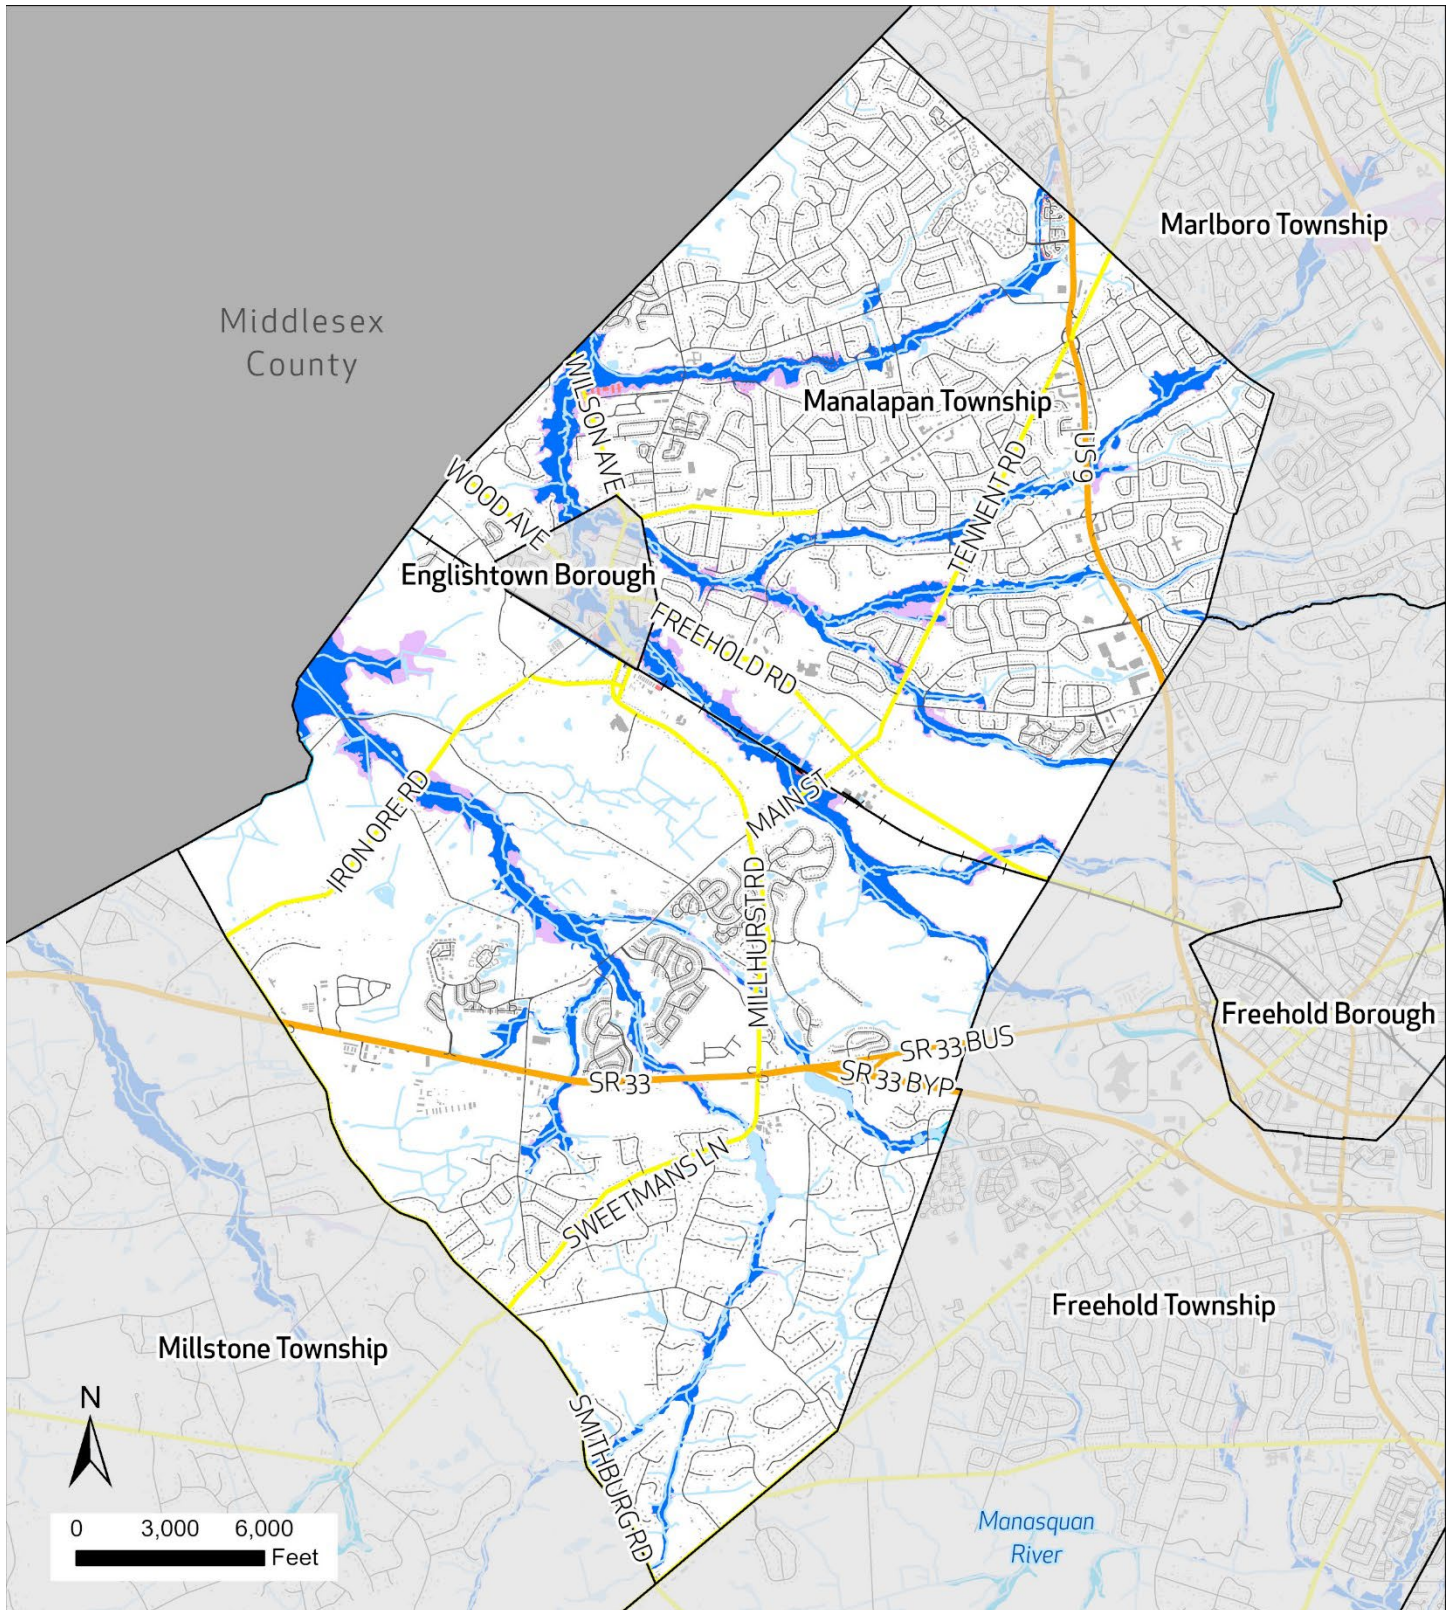 Marlboro Township
Middlesex
County
WILSON AVE
Manalapan Township
US 9
TENNENT RD
WOOD AVE
Englishtown Borough
FREEHOLD RD
MAIN ST
IRON ORE RD
MILLHURST RD
Freehold Borough
SR 33 BUS
SR 33 BYP
SR 33
SWEETMANS LN
Freehold Township
Millstone Township
SMITHBURG RD
N
0 3,000 6,000
Feet
Manasquan
River